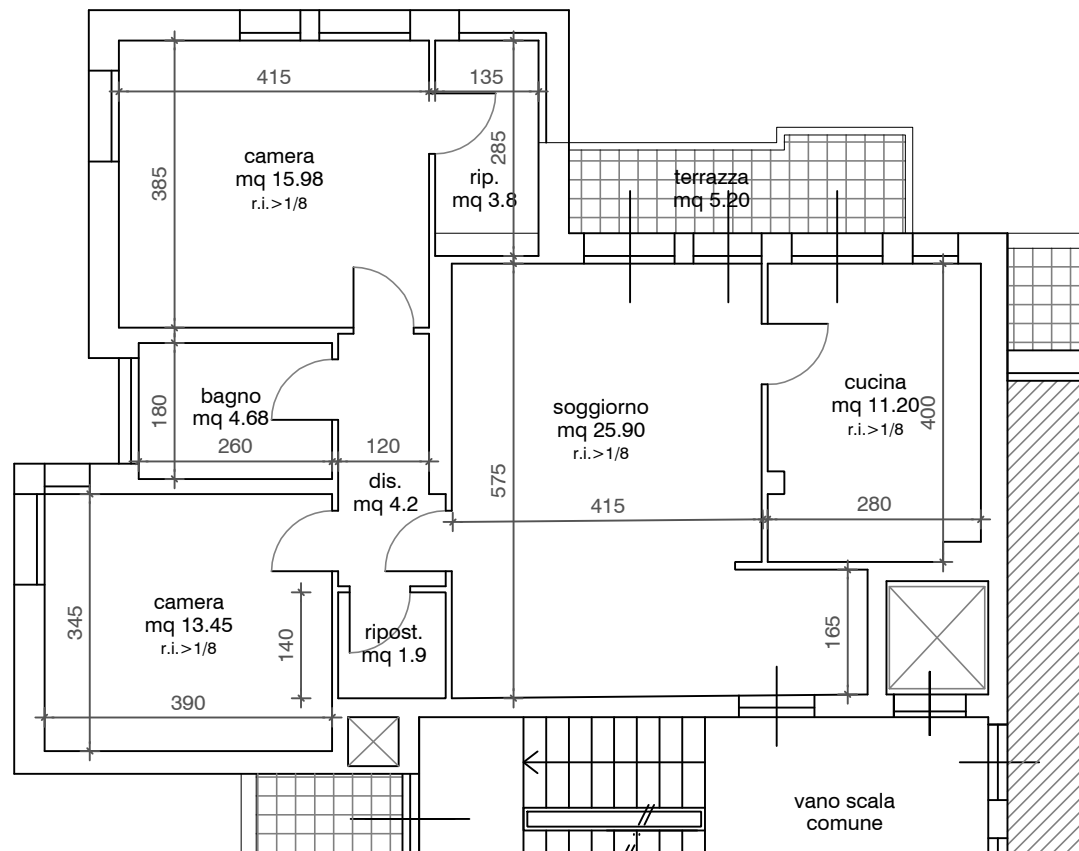 415
135
385
camera
mq 15.98
r.i.>1/8
285
rip.
mq 3.8
terrazza
mq 5.20
bagno
mq 4.68
180
260
120
dis.
mq 4.2
soggiorno
mq 25.90
r.i.>1/8
575
415
cucina
mq 11.20
r.i.>1/8
400
280
camera
mq 13.45
r.i.>1/8
345
390
140
ripost.
mq 1.9
165
vano scala
comune